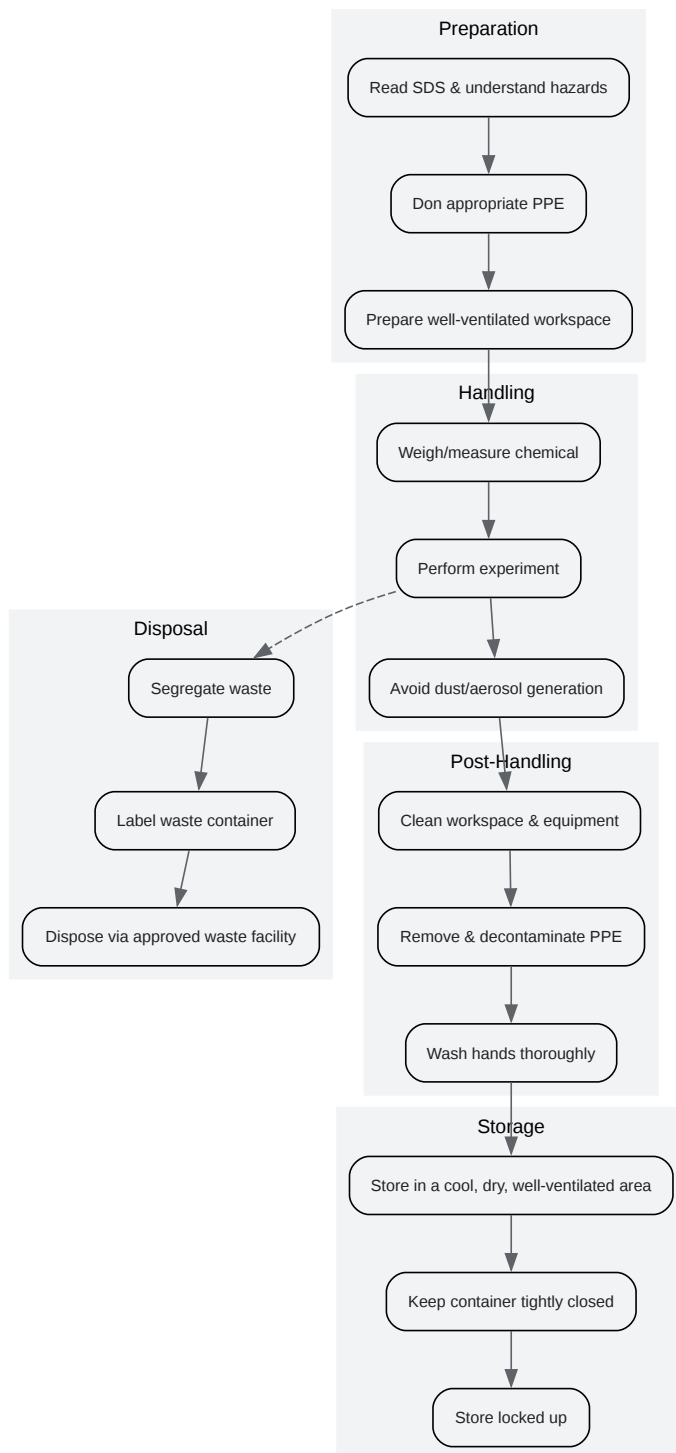 Preparation
Read SDS & understand hazards
Don appropriate PPE
Prepare well-ventilated workspace
Handling
Weigh/measure chemical
Perform experiment
Avoid dust/aerosol generation
Disposal
Segregate waste
Label waste container
Dispose via approved waste facility
Post-Handling
Clean workspace & equipment
Remove & decontaminate PPE
Wash hands thoroughly
Storage
Store in a cool, dry, well-ventilated area
Keep container tightly closed
Store locked up